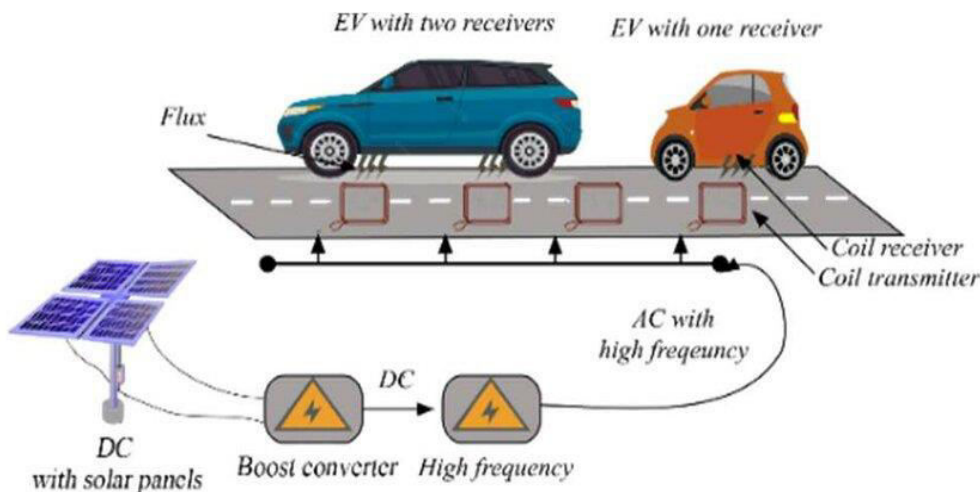 EV with two receivers
EV with one receiver
Flux
Coil receiver
Coil transmitter
AC with
high freqeuncy
DC
DC
with solar panels
Boost converter
High frequency